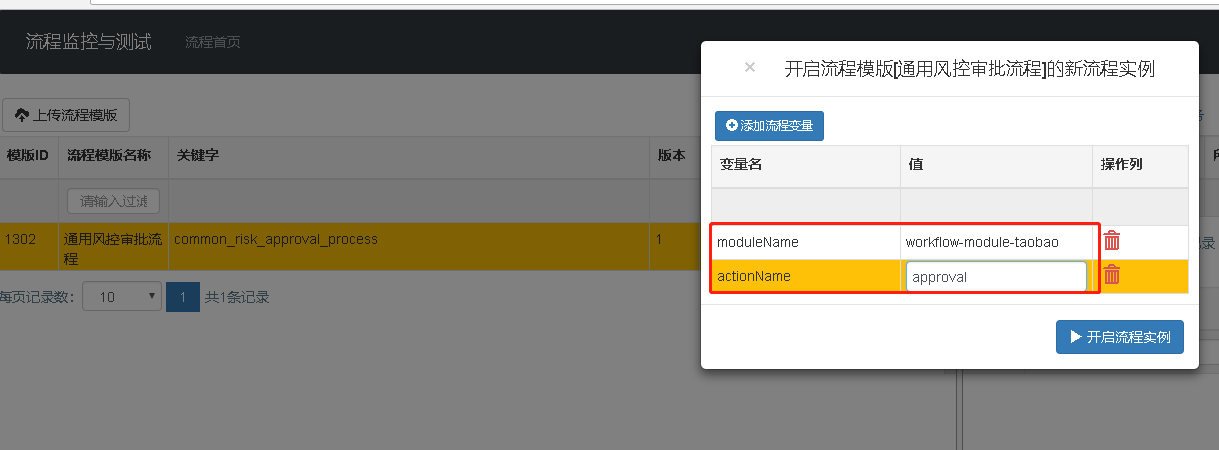 流程监控与测试 流程首页
上传流程模版
模版ID 流程模版名称 关键字 版本
请输入过滤
1302 通用风控审批流程 common_risk_approval_process 1
每页记录数: 10 1 共1条记录
× 开启流程模版[通用风控审批流程]的新流程实例
添加流程变量
变量名 值 操作列
moduleName workflow-module-taobao
actionName approval
开启流程实例
记录